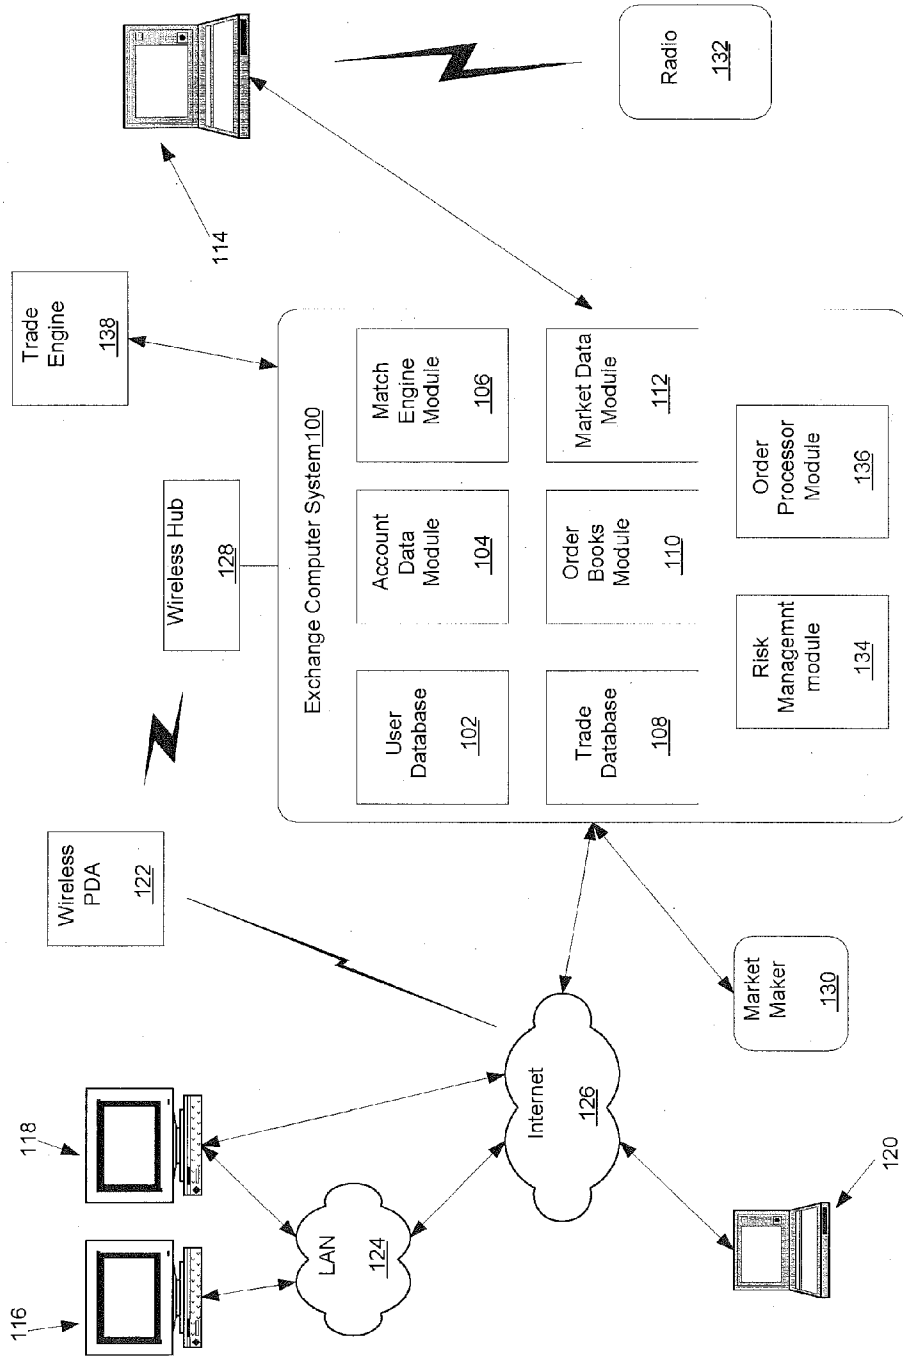 114
Radio
132
Trade
Engine
138
Wireless Hub
128
Wireless
PDA
122
118
116
LAN
124
Internet
126
120
Market
Maker
130
Exchange Computer System100
User
Database
102
Account
Data
Module
104
Match
Engine
Module
106
Trade
Database
108
Order
Books
Module
110
Market Data
Module
112
Risk
Managemnt
module
134
Order
Processor
Module
136